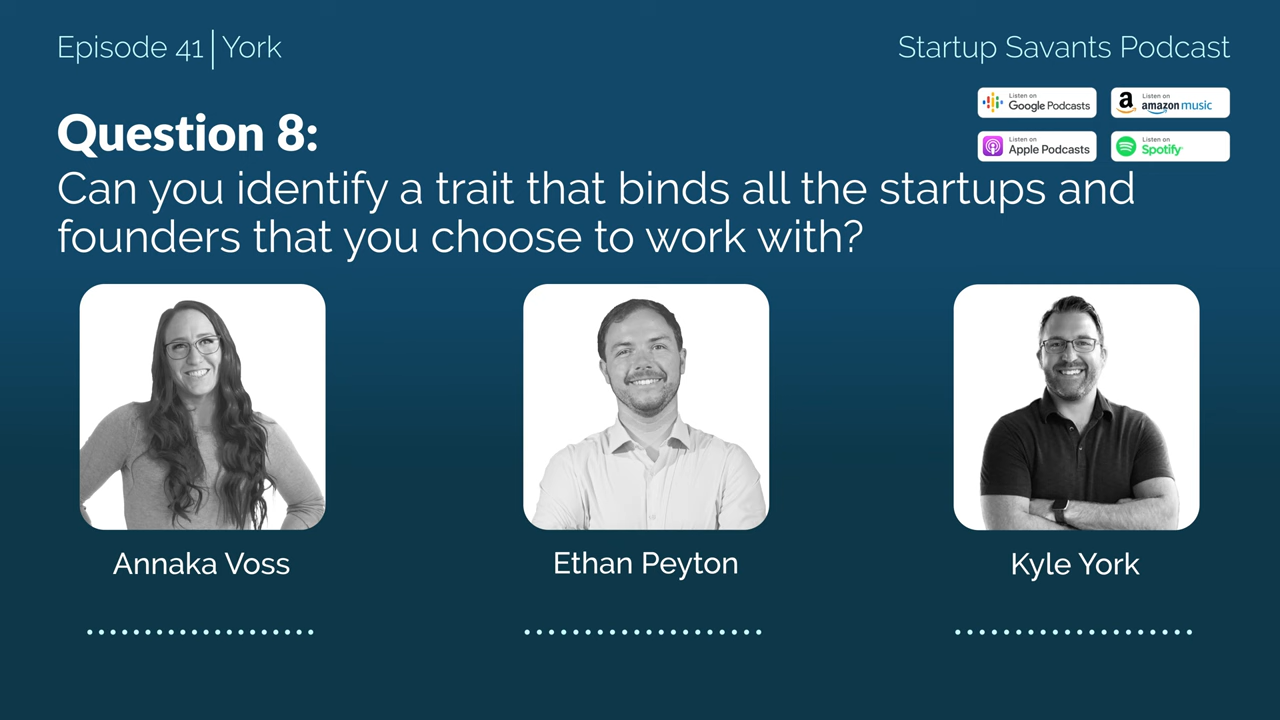 Episode 41 | York
Startup Savants Podcast
Listen on
Google Podcasts
Listen on
amazon music
Listen on
Apple Podcasts
Listen on
Spotify
Question 8:
Can you identify a trait that binds all the startups and
founders that you choose to work with?
Annaka Voss
Ethan Peyton
Kyle York